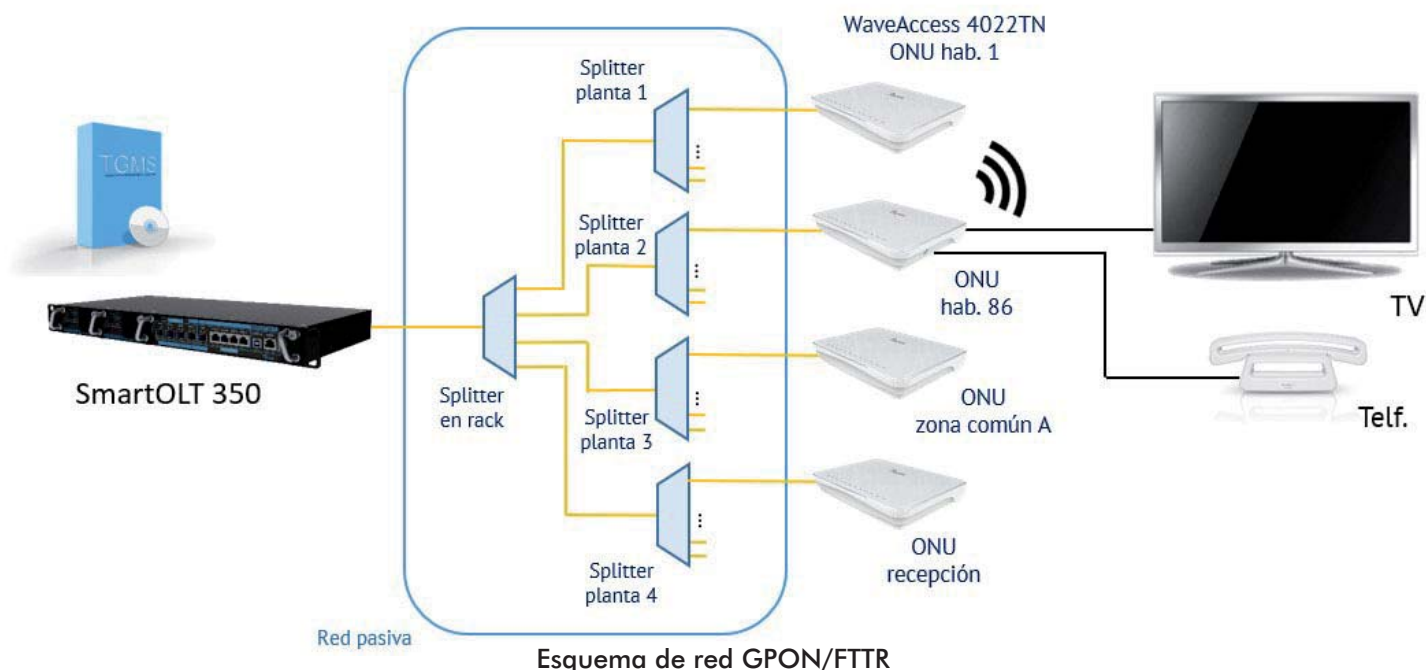 WaveAccess 4022TN
ONU hab. 1
Splitter
planta 1
TGMS
Splitter
planta 2
ONU
hab. 86
TV
SmartOLT 350
Splitter
en rack
Splitter
planta 3
ONU
zona común A
Telf.
Splitter
planta 4
ONU
recepción
Red pasiva
Esquema de red GPON/FTTR